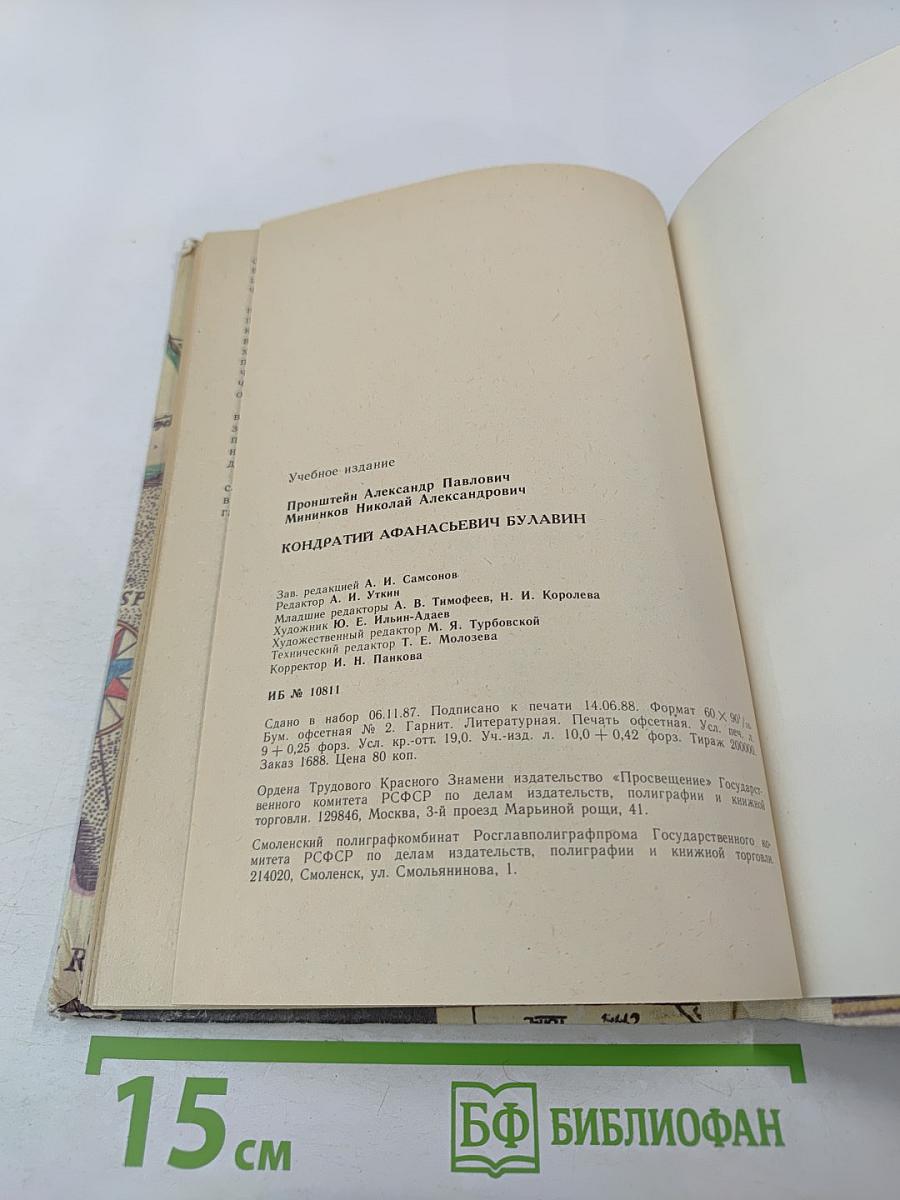 Учебное издание
Пронштейн Александр Павлович
Мининков Николай Александрович
КОНДРАТИЙ АФАНАСЬЕВИЧ БУЛАВИН
Зав. редакцией А. И. Самсонов
Редактор А. И. Уткин
Младшие редакторы А. В. Тимофеев, Н. И. Королева
Художник Ю. Е. Ильин-Адаев
Художественный редактор М. Я. Турбовской
Технический редактор Т. Е. Молозева
Корректор И. Н. Панкова
ИБ № 10811
Сдано в набор 06.11.87. Подписано к печати 14.06.88. Формат 60×90¹/₁₆.
Бум. офсетная № 2. Гарнит. Литературная. Печать офсетная. Усл. печ. л.
9+0,25 форз. Усл. кр.-отт. 19,0. Уч.-изд. л. 10,0+0,42 форз. Тираж 200000.
Заказ 1688. Цена 80 коп.
Ордена Трудового Красного Знамени издательство «Просвещение» Государст-
венного комитета РСФСР по делам издательств, полиграфии и книжной
торговли. 129846, Москва, 3-й проезд Марьиной рощи, 41.
Смоленский полиграфкомбинат Росглавполиграфпрома Государственного ко-
митета РСФСР по делам издательств, полиграфии и книжной торговли.
214020, Смоленск, ул. Смольянинова, 1.
SP
R
15 см
БФ БИБЛИОФАН